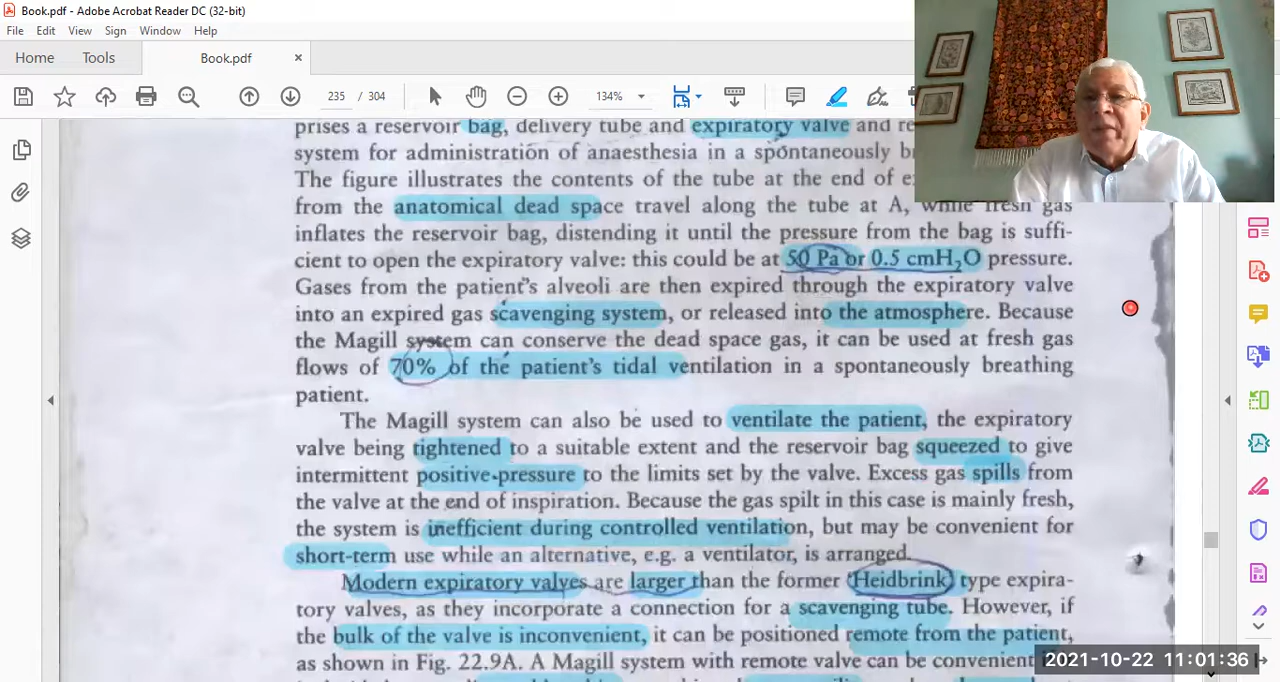 Book.pdf - Adobe Acrobat Reader DC (32-bit)
File Edit View Sign Window Help
Home Tools Book.pdf ×
235 / 304 134%
prises a reservoir bag, delivery tube and expiratory valve and re
system for administration of anaesthesia in a spontaneously b
The figure illustrates the contents of the tube at the end of e
from the anatomical dead space travel along the tube at A, while fresh gas
inflates the reservoir bag, distending it until the pressure from the bag is suffi-
cient to open the expiratory valve: this could be at 50 Pa or 0.5 cmH₂O pressure.
Gases from the patient's alveoli are then expired through the expiratory valve
into an expired gas scavenging system, or released into the atmosphere. Because
the Magill system can conserve the dead space gas, it can be used at fresh gas
flows of 70% of the patient's tidal ventilation in a spontaneously breathing
patient.
The Magill system can also be used to ventilate the patient, the expiratory
valve being tightened to a suitable extent and the reservoir bag squeezed to give
intermittent positive-pressure to the limits set by the valve. Excess gas spills from
the valve at the end of inspiration. Because the gas spilt in this case is mainly fresh,
the system is inefficient during controlled ventilation, but may be convenient for
short-term use while an alternative, e.g. a ventilator, is arranged.
Modern expiratory valves are larger than the former Heidbrink type expira-
tory valves, as they incorporate a connection for a scavenging tube. However, if
the bulk of the valve is inconvenient, it can be positioned remote from the patient,
as shown in Fig. 22.9A. A Magill system with remote valve can be convenient
2021-10-22 11:01:36